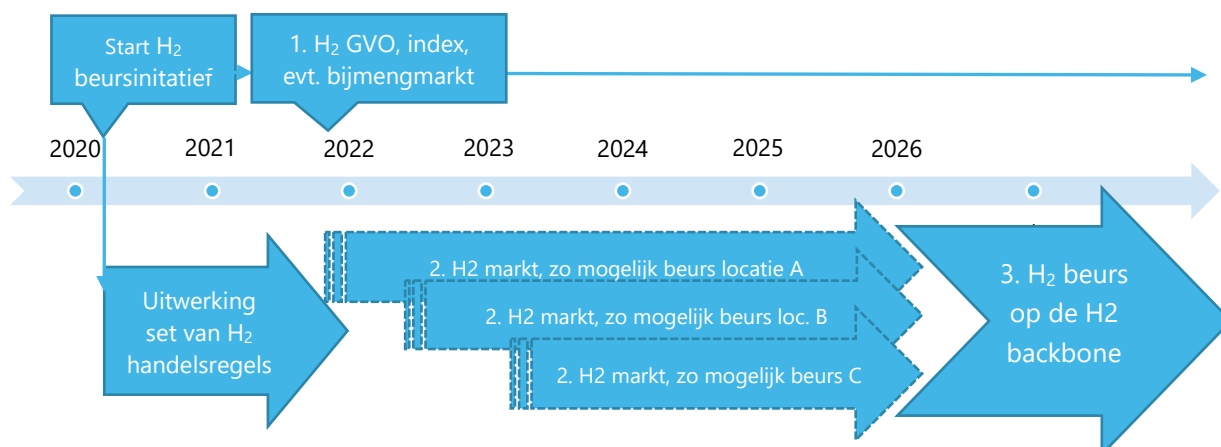 Start H₂
beursinitatief
1. H₂ GVO, index,
evt. bijmengmarkt
2020 2021 2022 2023 2024 2025 2026
Uitwerking
set van H₂
handelsregels
2. H2 markt, zo mogelijk beurs locatie A
2. H2 markt, zo mogelijk beurs loc. B
2. H2 markt, zo mogelijk beurs C
3. H₂ beurs
op de H2
backbone